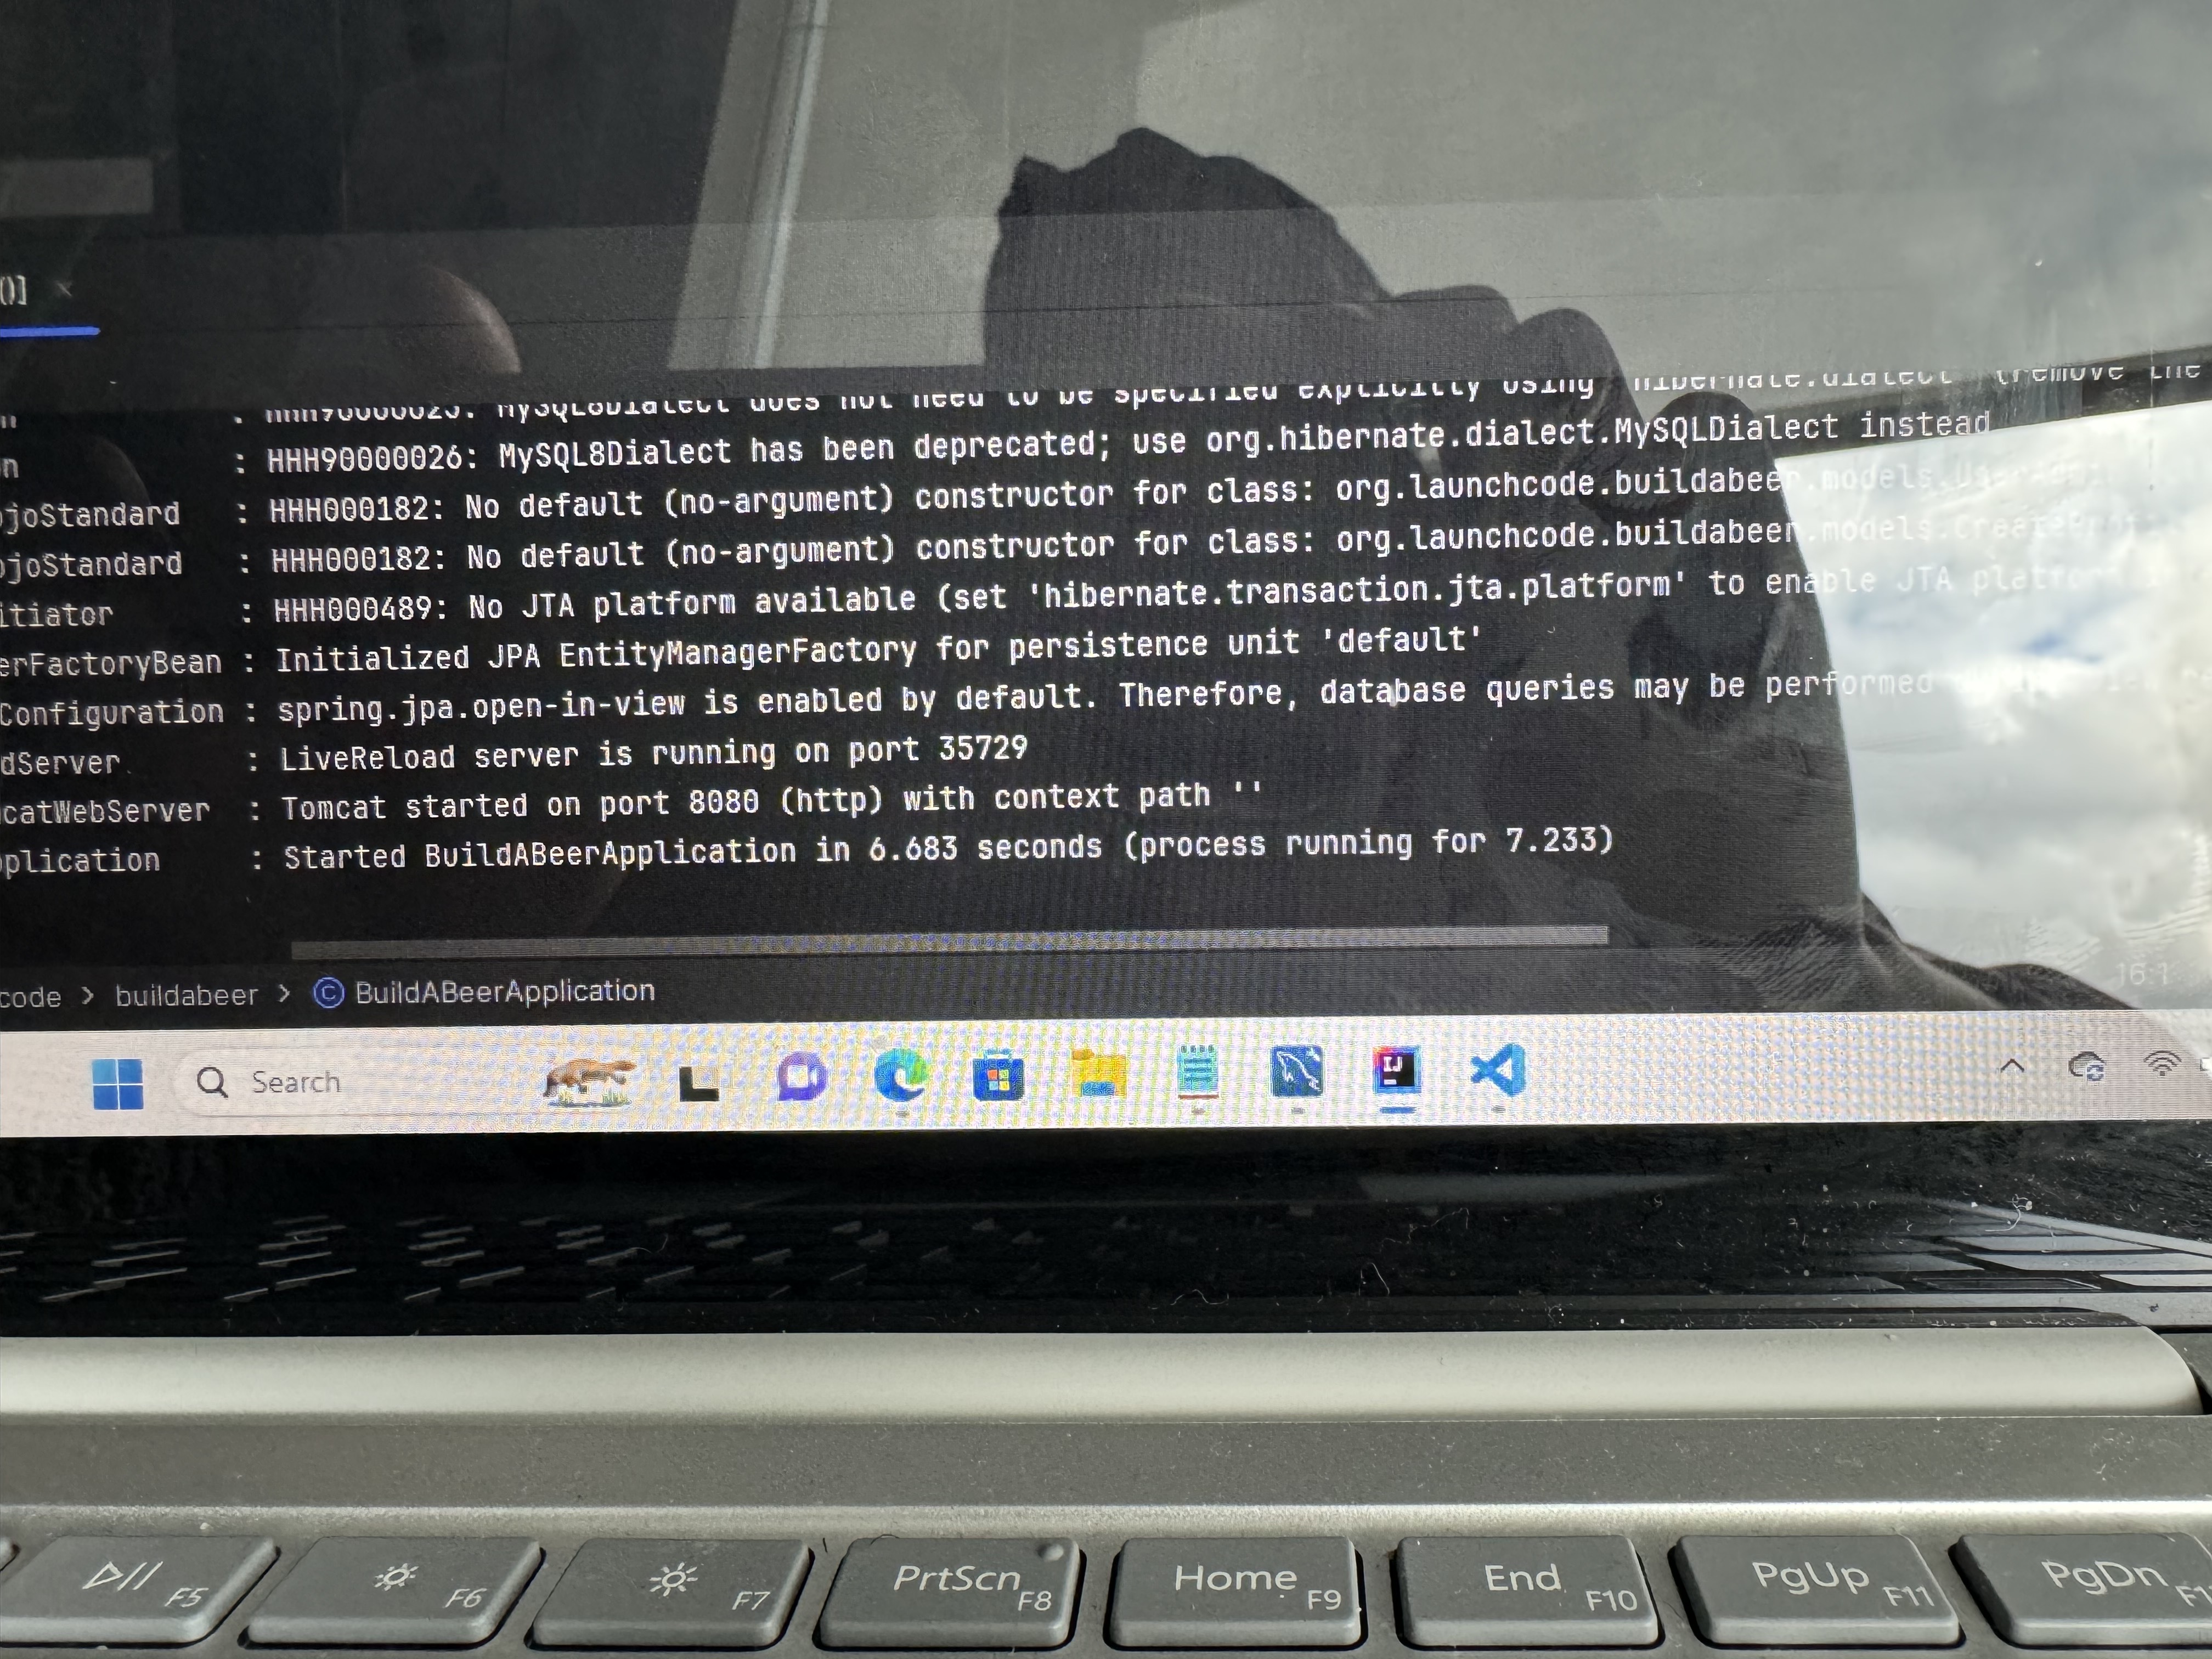 ()]
: HHH90000025: MySQL8Dialect does not need to be specified explicitly using 'hibernate.dialect' (remove the
n : HHH90000026: MySQL8Dialect has been deprecated; use org.hibernate.dialect.MySQLDialect instead
ojoStandard : HHH000182: No default (no-argument) constructor for class: org.launchcode.buildabeer.models.
ojoStandard : HHH000182: No default (no-argument) constructor for class: org.launchcode.buildabeer.models.
itiator : HHH000489: No JTA platform available (set 'hibernate.transaction.jta.platform' to enable JTA platform
erFactoryBean : Initialized JPA EntityManagerFactory for persistence unit 'default'
Configuration : spring.jpa.open-in-view is enabled by default. Therefore, database queries may be performed
dServer : LiveReload server is running on port 35729
catWebServer : Tomcat started on port 8080 (http) with context path ''
plication : Started BuildABeerApplication in 6.683 seconds (process running for 7.233)
code > buildabeer > © BuildABeerApplication
16:1
Search
IJ
F5 F6 F7 PrtScn F8 Home F9 End F10 PgUp F11 PgDn